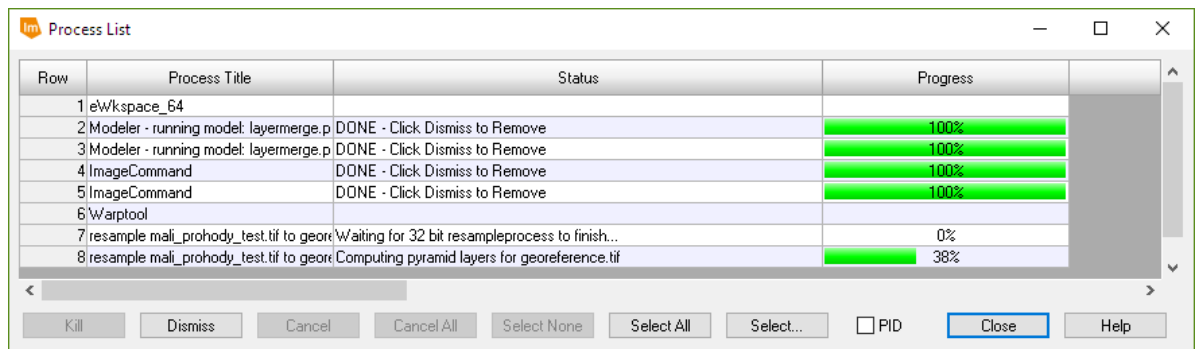 Im Process List
Row Process Title Status Progress
1 eWkspace_64
2 Modeler - running model: layermerge.p DONE - Click Dismiss to Remove 100%
3 Modeler - running model: layermerge.p DONE - Click Dismiss to Remove 100%
4 ImageCommand DONE - Click Dismiss to Remove 100%
5 ImageCommand DONE - Click Dismiss to Remove 100%
6 Warptool
7 resample mali_prohody_test.tif to geore Waiting for 32 bit resampleprocess to finish... 0%
8 resample mali_prohody_test.tif to geore Computing pyramid layers for georeference.tif 38%
Kill Dismiss Cancel Cancel All Select None Select All Select... PID Close Help